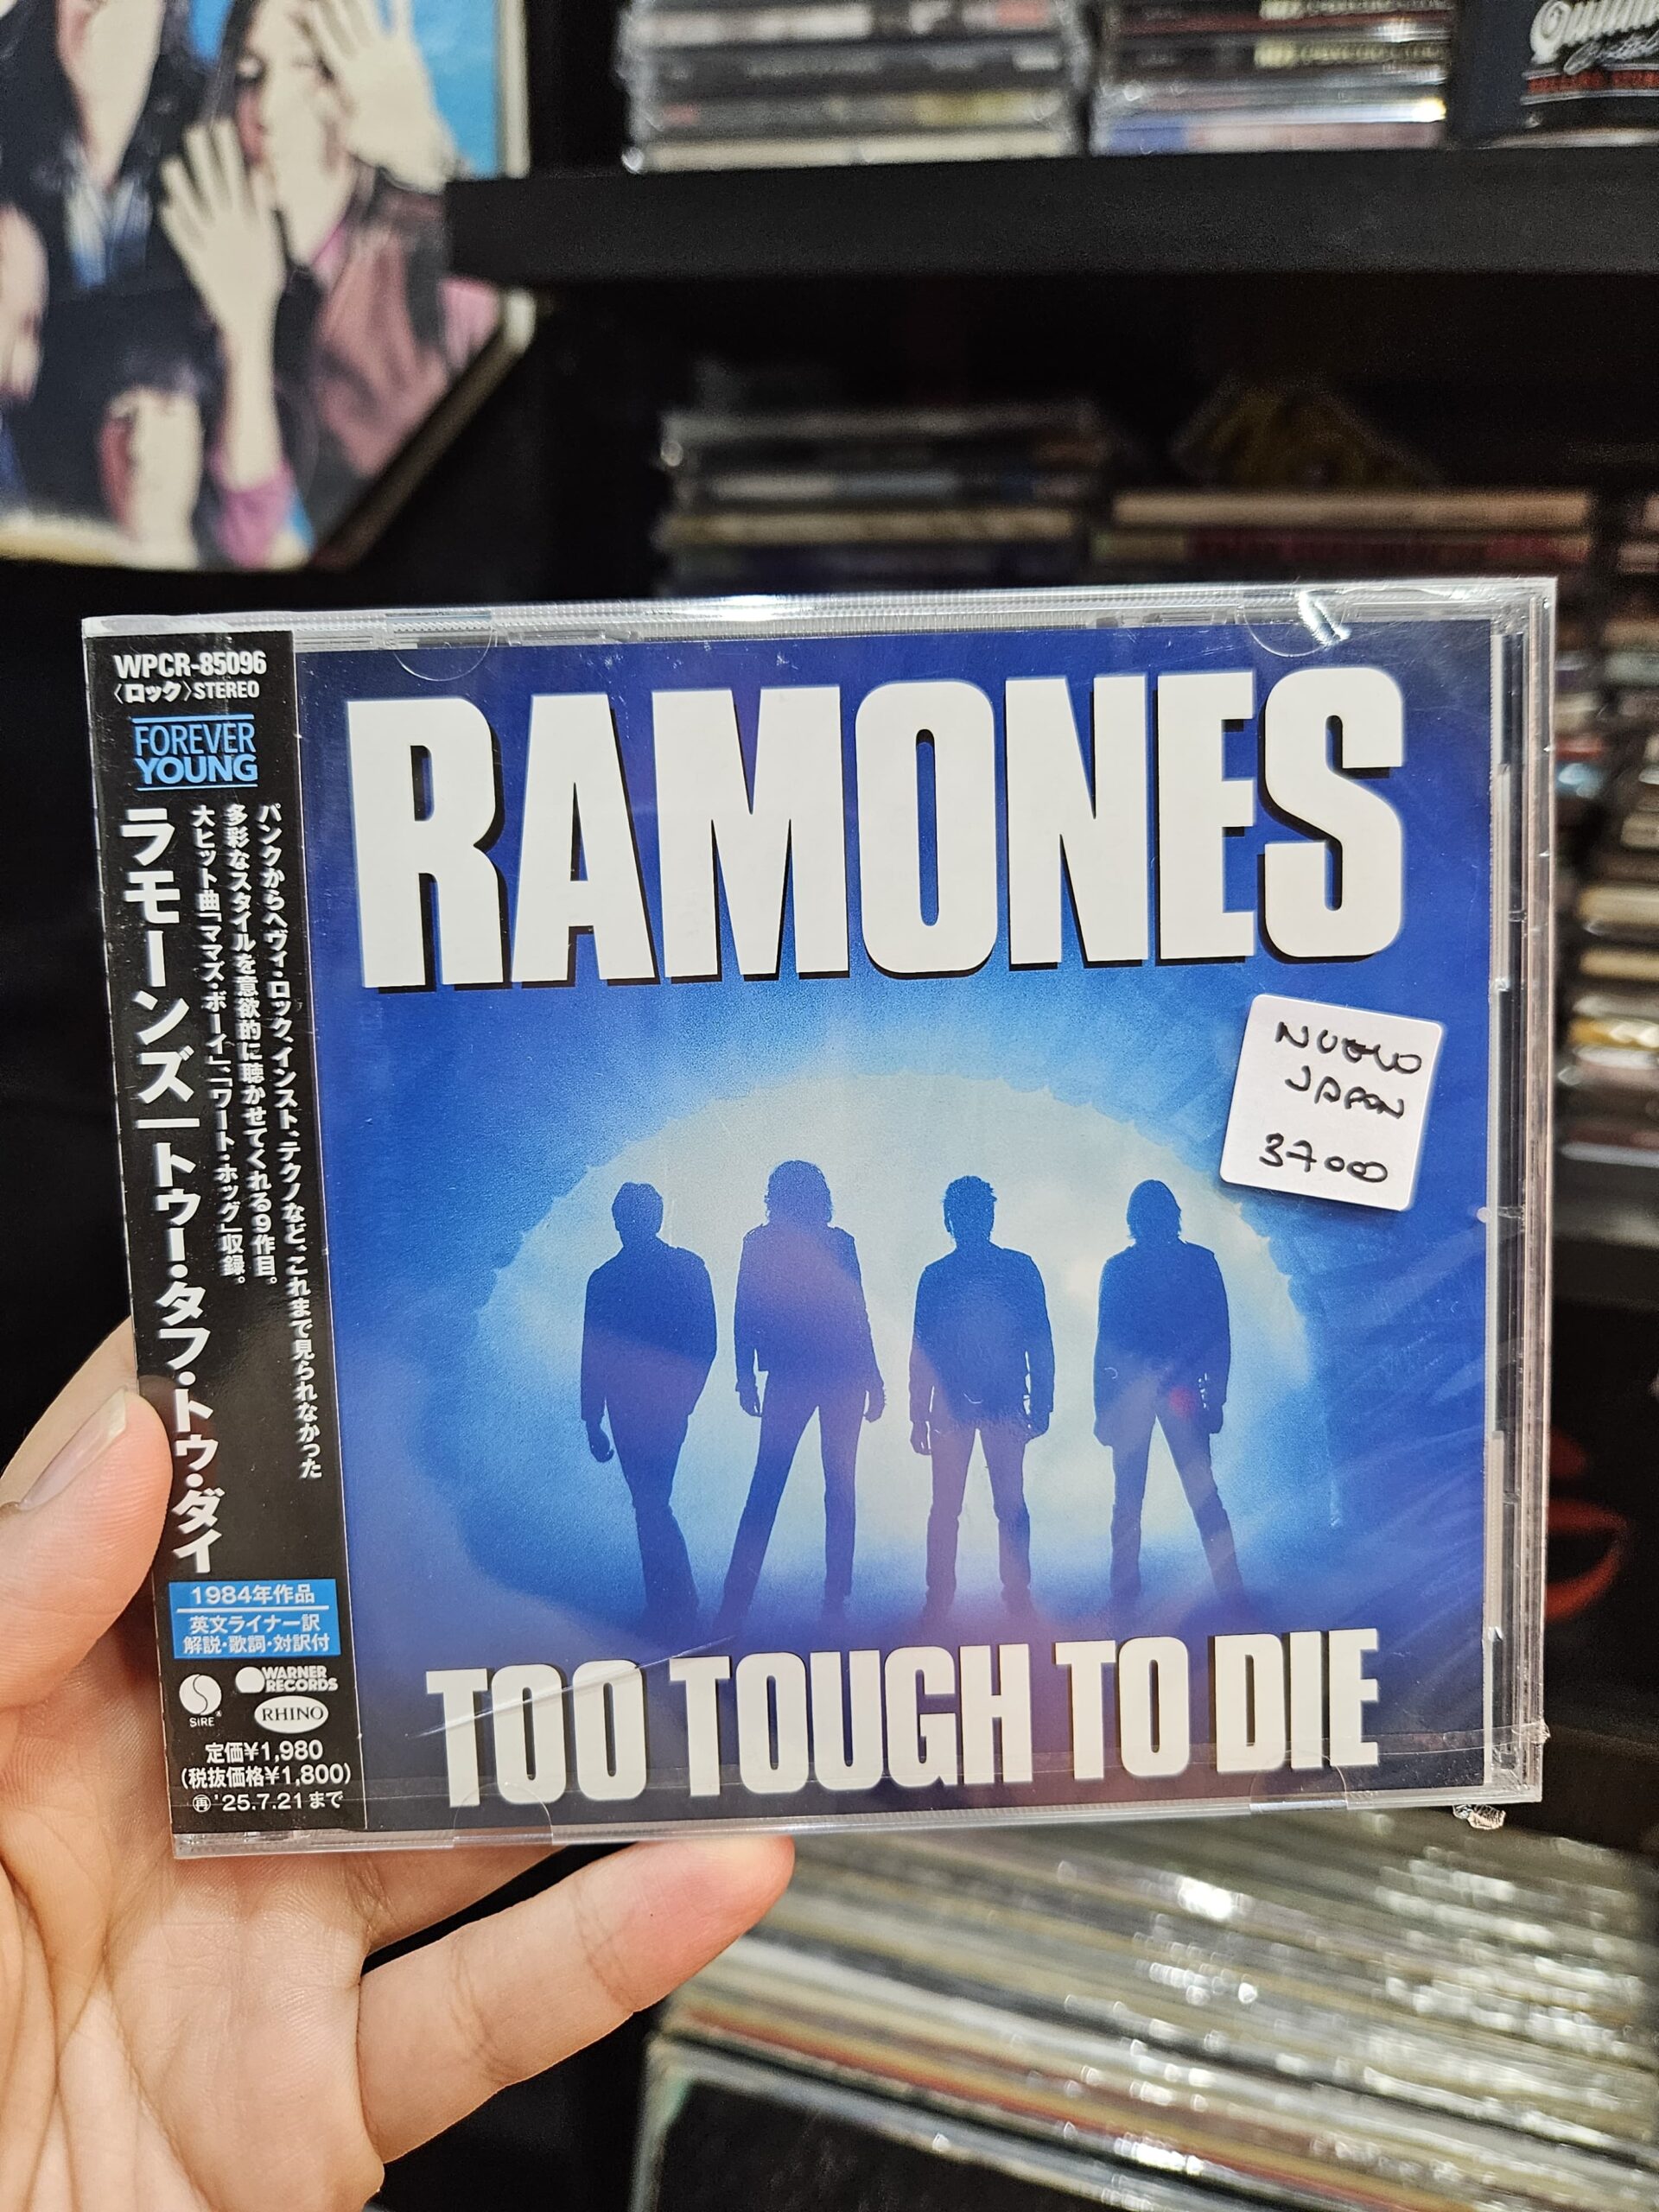 WPCR-85096
〈ロック〉STEREO
FOREVER
YOUNG
パンクからヘヴィ・ロック、インスト、テクノなど、これまで見られなかった
多彩なスタイルを意欲的に聴かせてくれる9作目。
大ヒット曲「ママズ・ボーイ」、「ワート・ホッグ」収録。
ラモーンズ|トゥー・タフ・トゥ・ダイ
1984年作品
英文ライナー訳
解説・歌詞・対訳付
SIRE
WARNER
RECORDS
RHINO
定価¥1,980
(税抜価格¥1,800)
再 '25.7.21まで
RAMONES
NUEVO
JAPON
37000
TOO TOUGH TO DIE